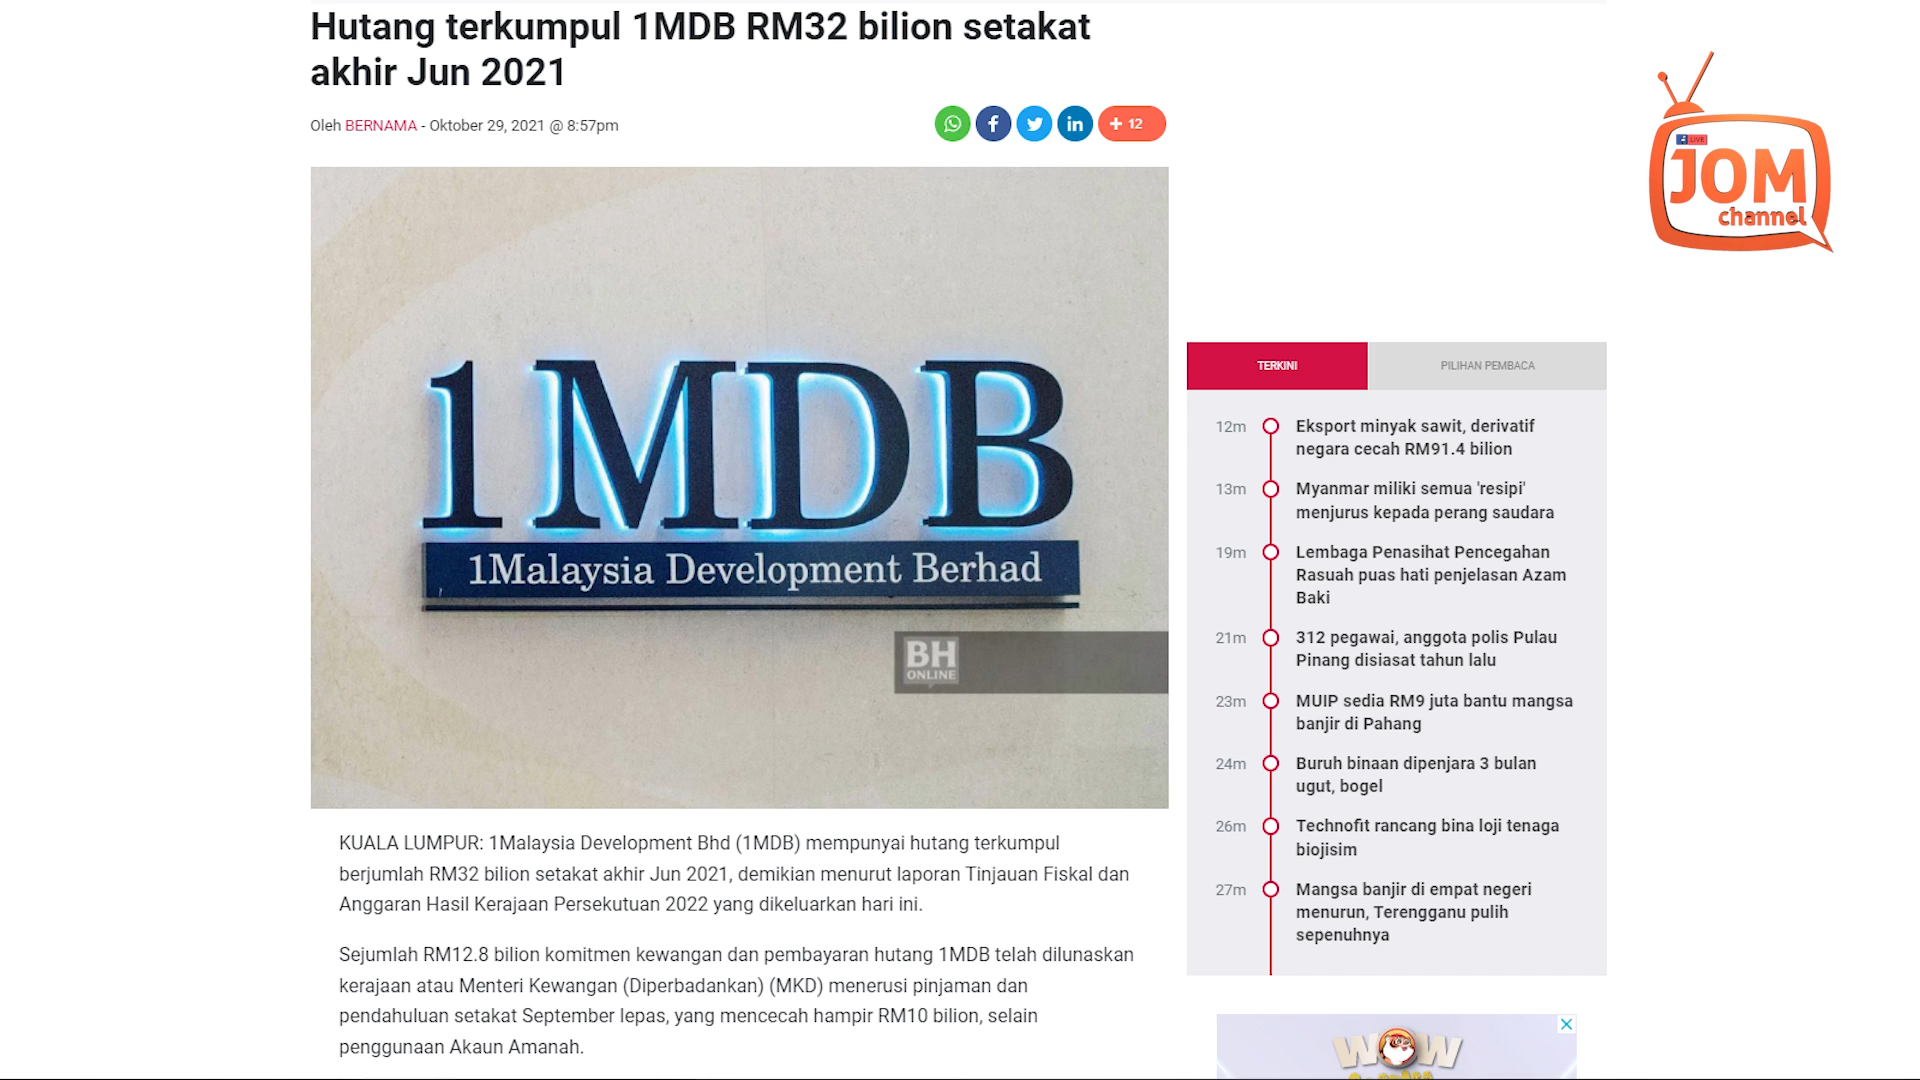 Hutang terkumpul 1MDB RM32 bilion setakat
akhir Jun 2021
Oleh BERNAMA - Oktober 29, 2021 @ 8:57pm
12
LIVE
JOM
channel
1MDB
1Malaysia Development Berhad
BH
ONLINE
KUALA LUMPUR: 1Malaysia Development Bhd (1MDB) mempunyai hutang terkumpul
berjumlah RM32 bilion setakat akhir Jun 2021, demikian menurut laporan Tinjauan Fiskal dan
Anggaran Hasil Kerajaan Persekutuan 2022 yang dikeluarkan hari ini.
Sejumlah RM12.8 bilion komitmen kewangan dan pembayaran hutang 1MDB telah dilunaskan
kerajaan atau Menteri Kewangan (Diperbadankan) (MKD) menerusi pinjaman dan
pendahuluan setakat September lepas, yang mencecah hampir RM10 bilion, selain
penggunaan Akaun Amanah.
TERKINI
PILIHAN PEMBACA
12m
Eksport minyak sawit, derivatif
negara cecah RM91.4 bilion
13m
Myanmar miliki semua 'resipi'
menjurus kepada perang saudara
19m
Lembaga Penasihat Pencegahan
Rasuah puas hati penjelasan Azam
Baki
21m
312 pegawai, anggota polis Pulau
Pinang disiasat tahun lalu
23m
MUIP sedia RM9 juta bantu mangsa
banjir di Pahang
24m
Buruh binaan dipenjara 3 bulan
ugut, bogel
26m
Technofit rancang bina loji tenaga
biojisim
27m
Mangsa banjir di empat negeri
menurun, Terengganu pulih
sepenuhnya
WOW